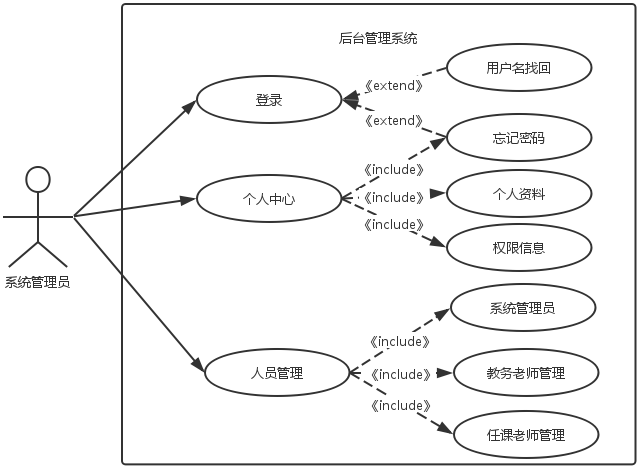 后台管理系统
用户名找回
《extend》
登录
《extend》
忘记密码
《include》
个人中心
《include》
个人资料
《include》
权限信息
系统管理员
系统管理员
《include》
人员管理
《include》
教务老师管理
《include》
任课老师管理